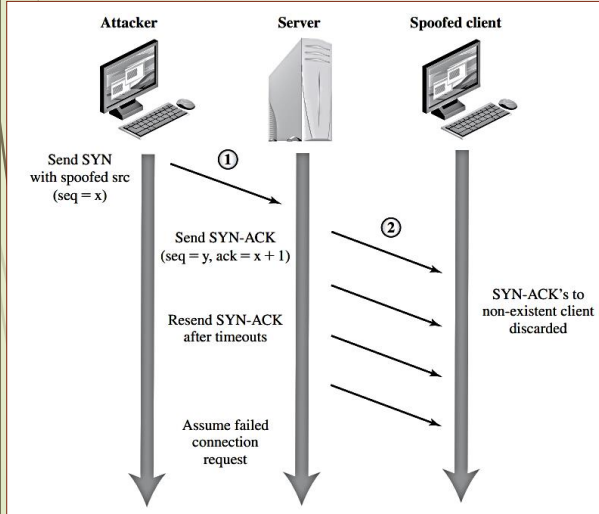 Attacker
Server
Spoofed client
Send SYN
with spoofed src
(seq = x)
1
Send SYN-ACK
(seq = y, ack = x + 1)
2
SYN-ACK's to
non-existent client
discarded
Resend SYN-ACK
after timeouts
Assume failed
connection
request